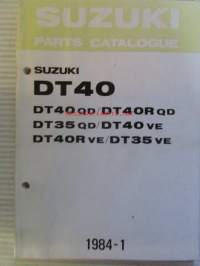 SUZUKI
PARTS CATALOGUE
SUZUKI
DT40
DT40QD/DT40RQD
DT35QD/DT40VE
DT40RVE/DT35VE
1984-1